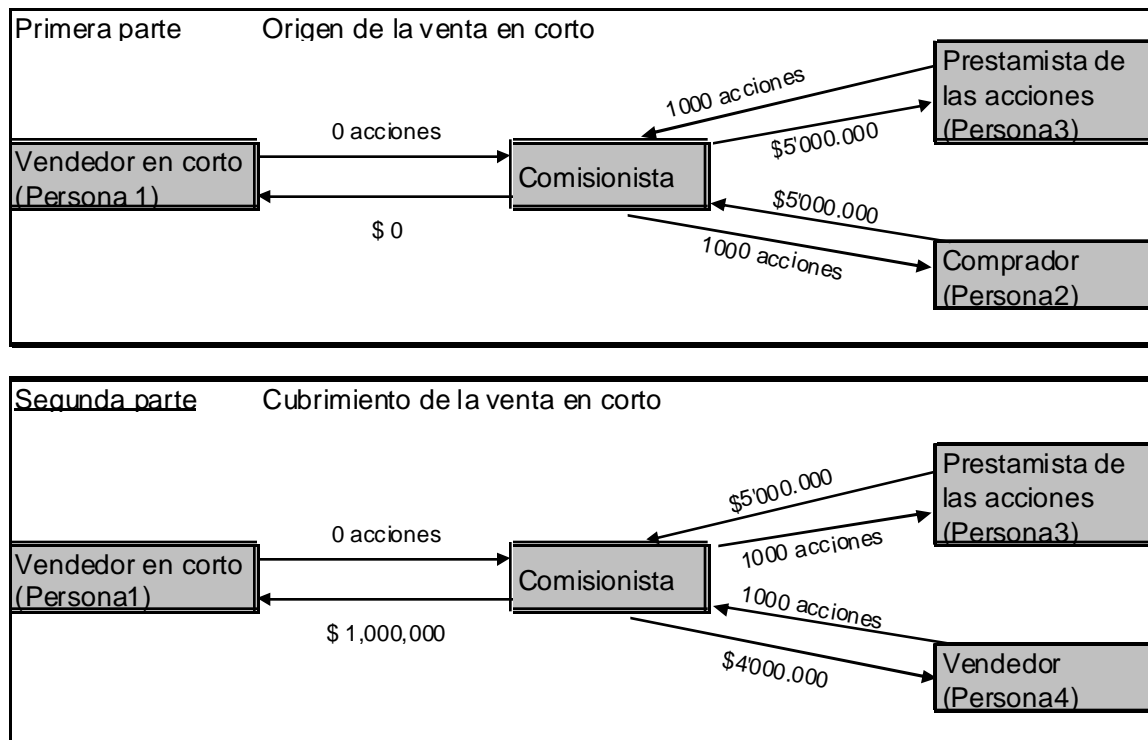 Primera parte Origen de la venta en corto
Prestamista de
las acciones
(Persona3)
1000 acciones
$5'000.000
0 acciones
Vendedor en corto
(Persona 1)
Comisionista
$ 0
$5'000.000
1000 acciones
Comprador
(Persona2)
Segunda parte Cubrimiento de la venta en corto
Prestamista de
las acciones
(Persona3)
$5'000.000
1000 acciones
0 acciones
Vendedor en corto
(Persona1)
Comisionista
$ 1,000,000
1000 acciones
$4'000.000
Vendedor
(Persona4)